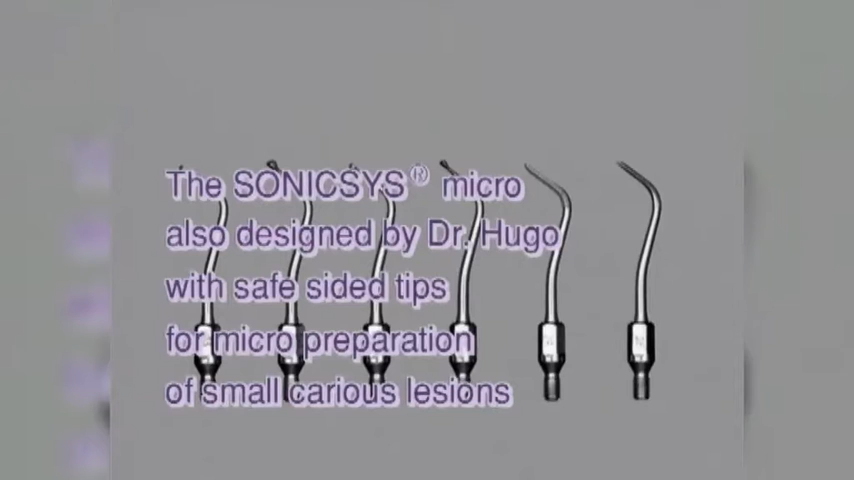 The SONICSYS® micro
also designed by Dr. Hugo
with safe sided tips
for micro preparation
of small carious lesions